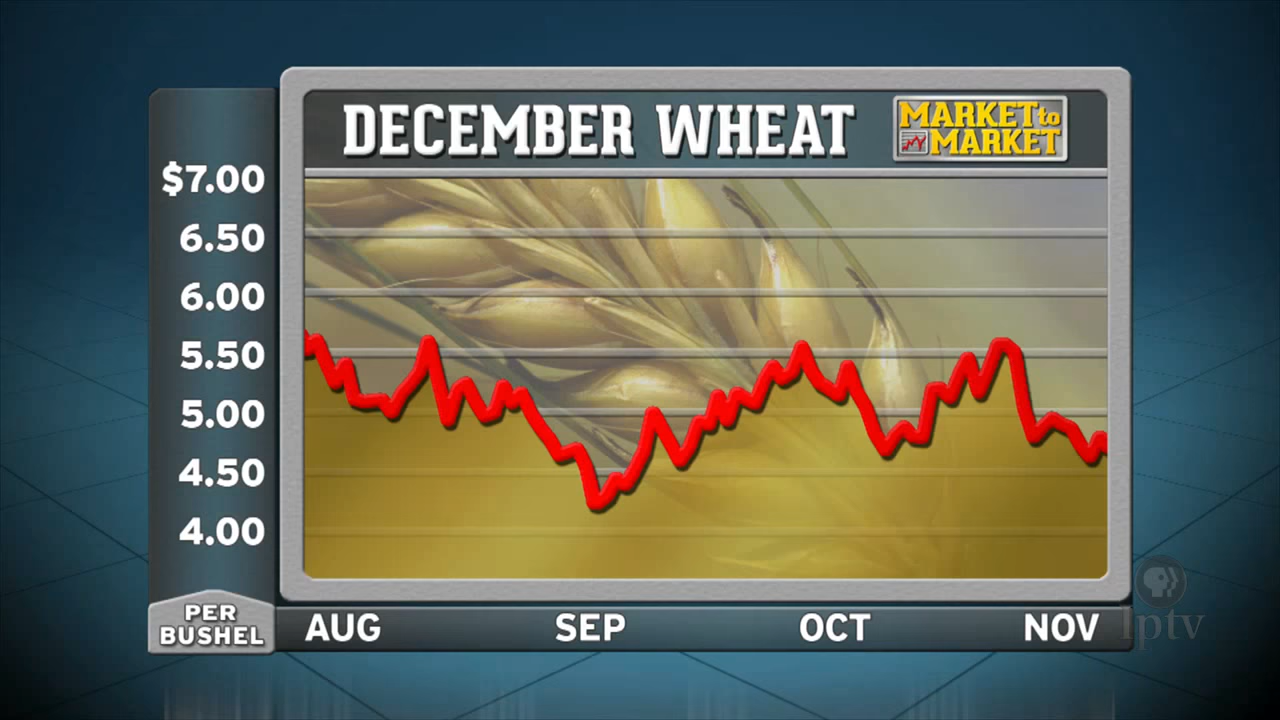 DECEMBER WHEAT
MARKET to
MARKET
$7.00
6.50
6.00
5.50
5.00
4.50
4.00
PER
BUSHEL
AUG
SEP
OCT
NOV
Iptv